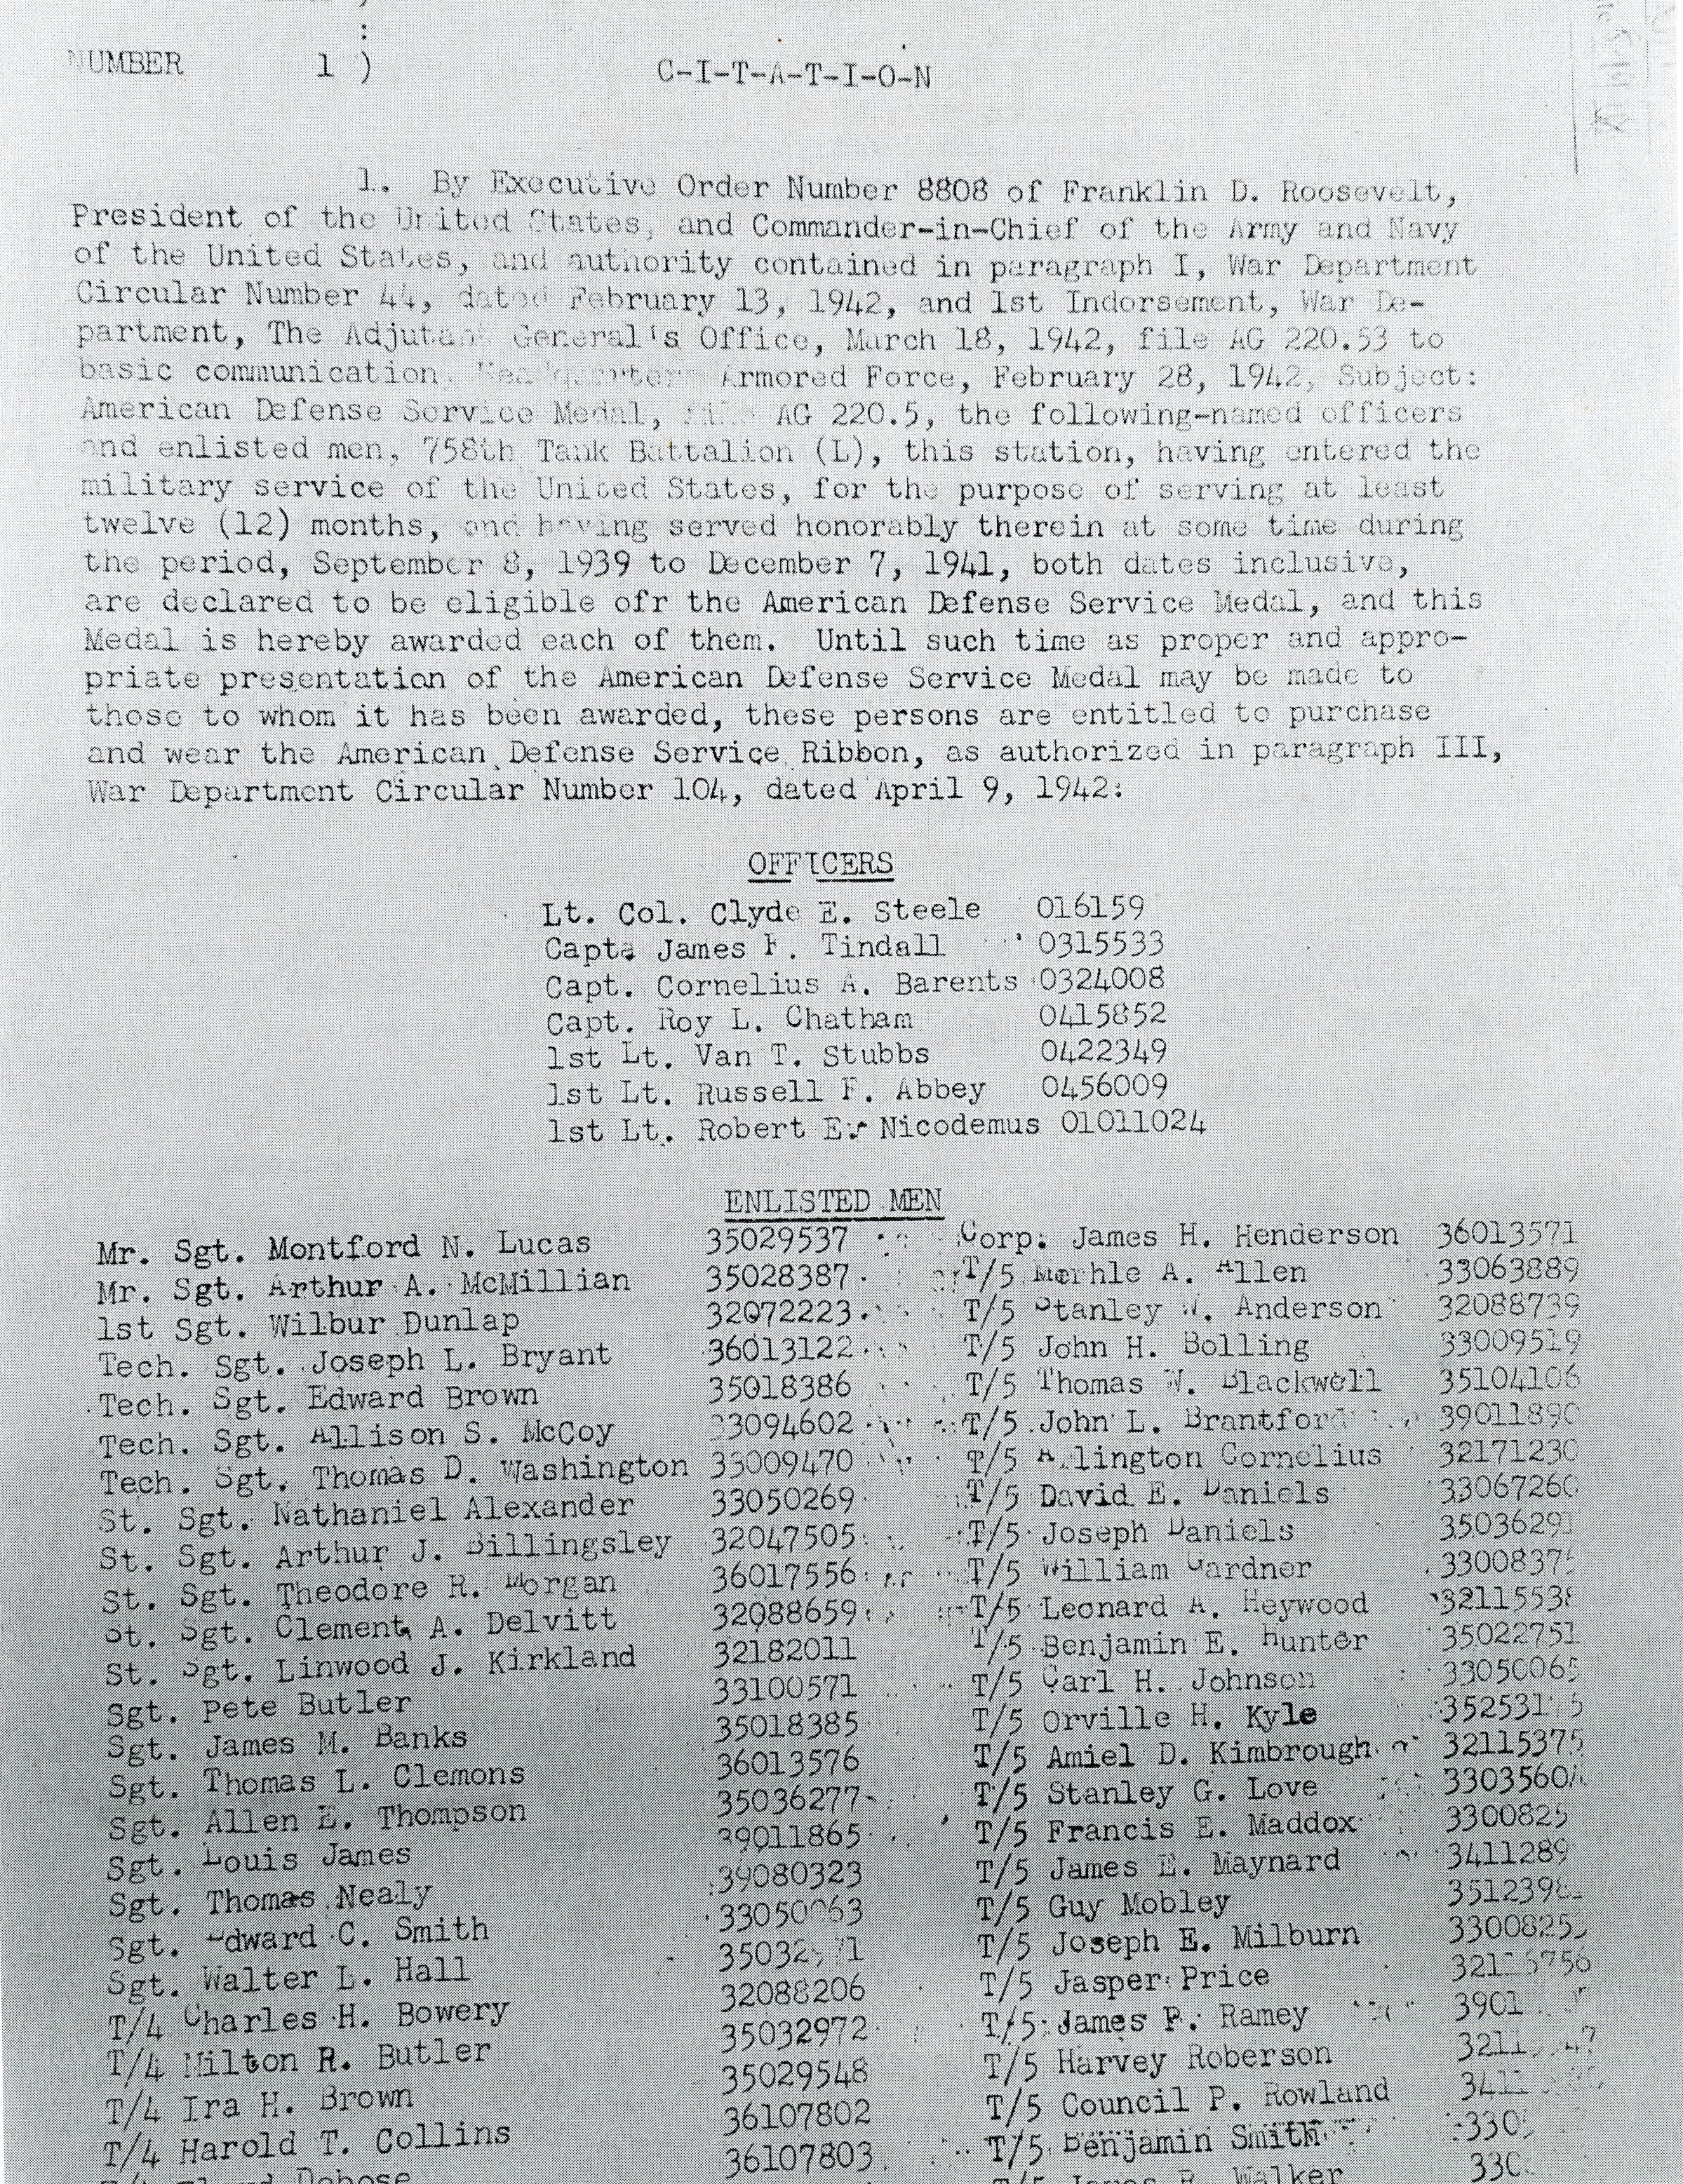 NUMBER 1 )
C-I-T-A-T-I-O-N
1. By Executive Order Number 8808 of Franklin D. Roosevelt,
President of the United States, and Commander-in-Chief of the Army and Navy
of the United States, and authority contained in paragraph I, War Department
Circular Number 44, dated February 13, 1942, and 1st Indorsement, War De-
partment, The Adjutant General's Office, March 18, 1942, file AG 220.53 to
basic communication, Headquarters Armored Force, February 28, 1942, Subject:
American Defense Service Medal, file AG 220.5, the following-named officers
and enlisted men, 758th Tank Battalion (L), this station, having entered the
military service of the United States, for the purpose of serving at least
twelve (12) months, and having served honorably therein at some time during
the period, September 8, 1939 to December 7, 1941, both dates inclusive,
are declared to be eligible ofr the American Defense Service Medal, and this
Medal is hereby awarded each of them. Until such time as proper and appro-
priate presentation of the American Defense Service Medal may be made to
those to whom it has been awarded, these persons are entitled to purchase
and wear the American Defense Service Ribbon, as authorized in paragraph III,
War Department Circular Number 104, dated April 9, 1942:
OFFICERS
Lt. Col. Clyde E. Steele 016159
Capta James F. Tindall 0315533
Capt. Cornelius A. Barents 0324008
Capt. Roy L. Chatham 0415852
1st Lt. Van T. Stubbs 0422349
1st Lt. Russell F. Abbey 0456009
1st Lt. Robert E. Nicodemus 01011024
ENLISTED MEN
Mr. Sgt. Montford N. Lucas 35029537 Corp. James H. Henderson 36013571
Mr. Sgt. Arthur A. McMillian 35028387 T/5 Merhle A. Allen 33063889
1st Sgt. Wilbur Dunlap 32072223 T/5 Stanley W. Anderson 32088739
Tech. Sgt. Joseph L. Bryant 36013122 T/5 John H. Bolling 33009519
Tech. Sgt. Edward Brown 35018386 T/5 Thomas W. Blackwell 35104106
Tech. Sgt. Allison S. McCoy 33094602 T/5 John L. Brantford 39011890
Tech. Sgt. Thomas D. Washington 33009470 T/5 Cornelius 32171230
St. Sgt. Nathaniel Alexander 33050269 T/5 David E. Daniels 33067260
St. Sgt. Arthur J. Billingsley 32047505 T/5 Joseph Daniels 35036291
St. Sgt. Theodore R. Morgan 36017556 T/5 William Gardner
St. Sgt. Clement A. Delvitt 32088659 T/5 Leonard A. Heywood
St. Sgt. Linwood J. Kirkland 32182011 T/5 Benjamin E. Hunter 35022751
Sgt. Pete Butler 33100571 T/5 Carl H. Johnson 33050065
Sgt. James M. Banks 35018385 T/5 Orville H. Kyle
Sgt. Thomas L. Clemons 36013576 T/5 Amiel D. Kimbrough 32115375
Sgt. Allen E. Thompson 35036277 T/5 Stanley G. Love
Sgt. Louis James 39011865 T/5 Francis E. Maddox
Sgt. Thomas Nealy 39080323 T/5 James E. Maynard
Sgt. Edward C. Smith T/5 Guy Mobley
Sgt. Walter L. Hall T/5 Joseph E. Milburn
T/4 Charles H. Bowery 32088206 T/5 Jasper Price
T/4 Milton R. Butler 35032972 T/5 James P. Ramey
T/4 Ira H. Brown 35029548 T/5 Harvey Roberson
T/4 Harold T. Collins 36107802 T/5 Council P. Rowland
36107803 T/5 Benjamin Smith
Walker